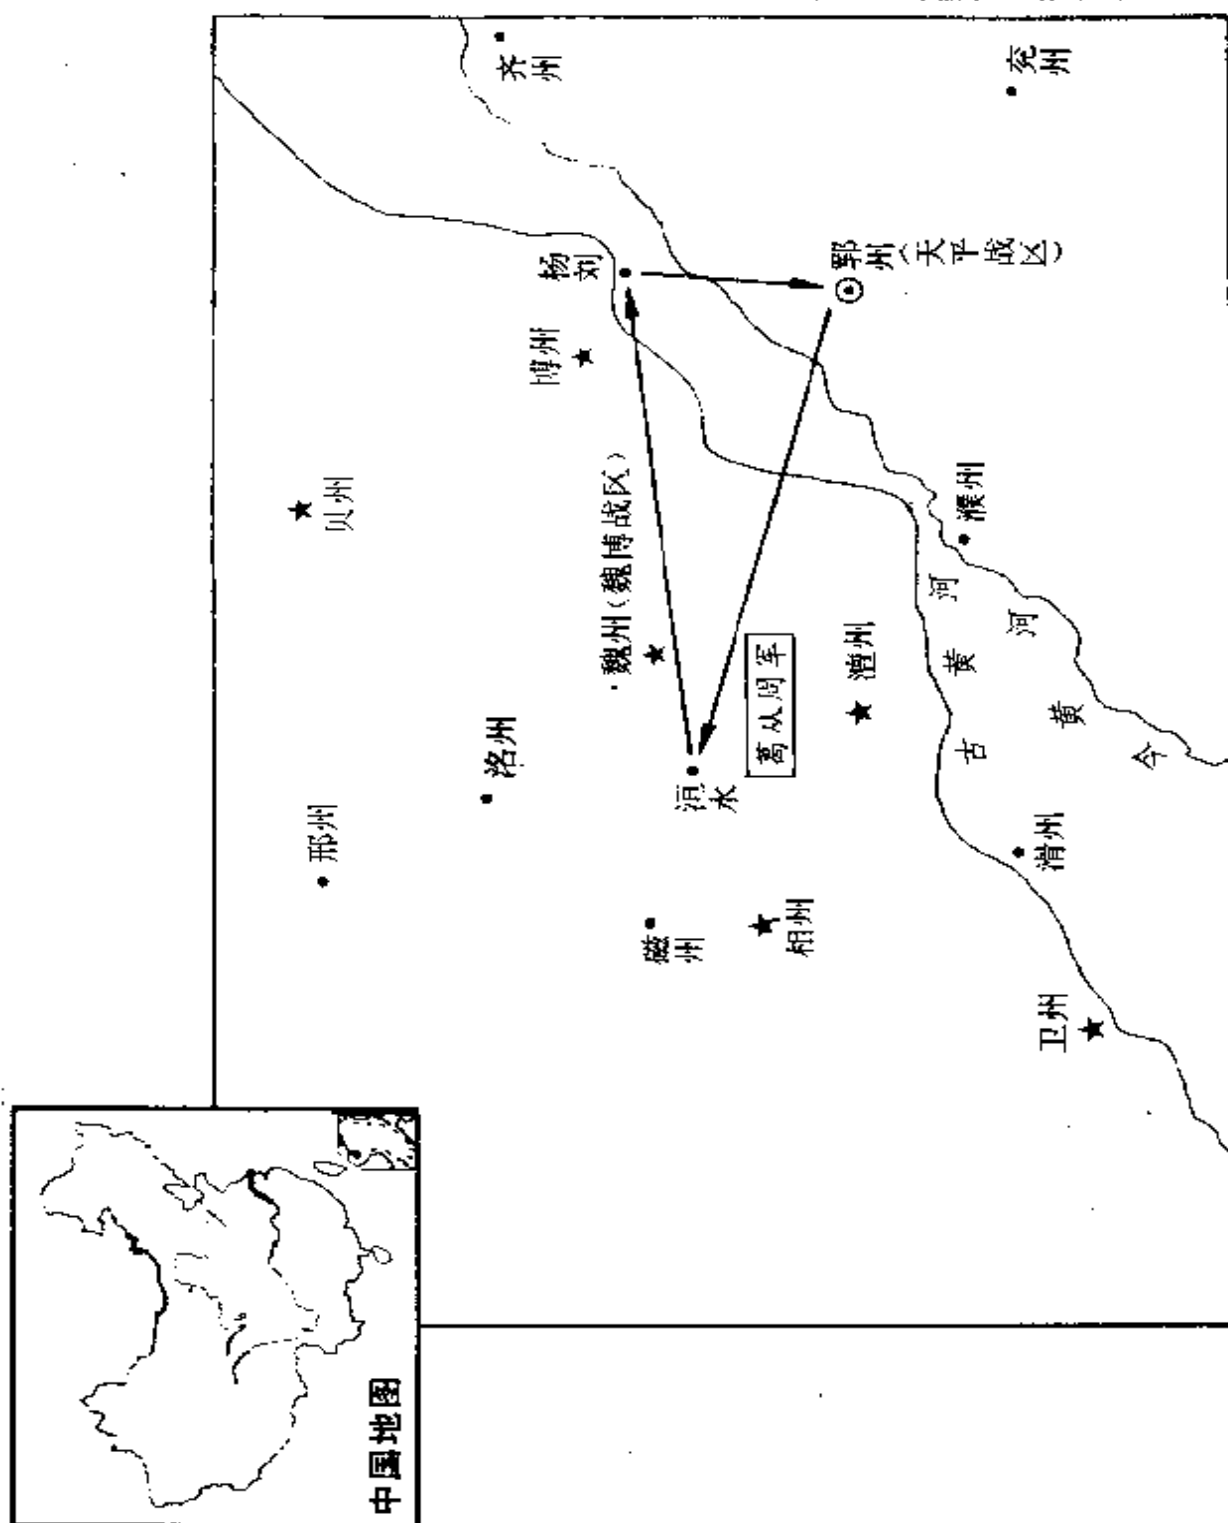 齐州
兖州
杨刘
郓州(天平战区)
博州
贝州
魏州(魏博战区)
濮州
洺州
邢州
洹水
葛从周军
澶州
古黄河
今黄河
滑州
磁州
相州
卫州
中国地图